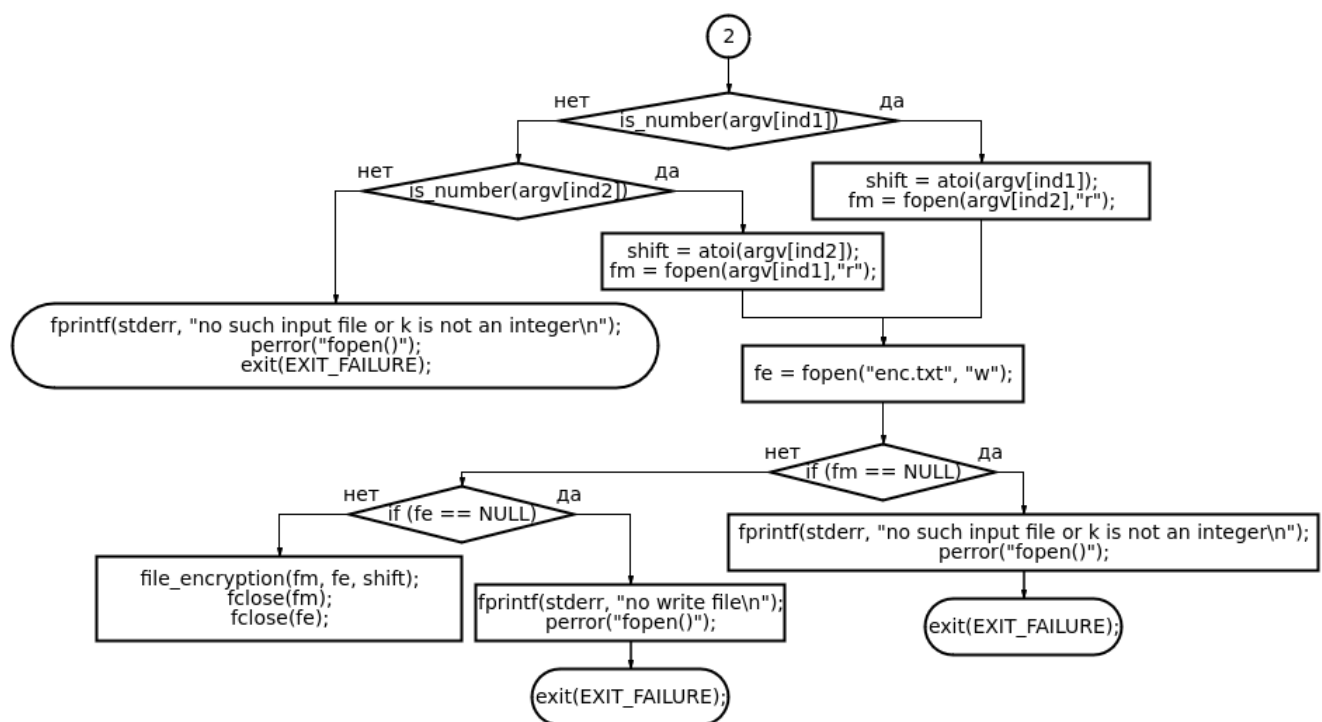 2
нет
да
is_number(argv[ind1])
нет
да
is_number(argv[ind2])
shift = atoi(argv[ind1]);
fm = fopen(argv[ind2],"r");
shift = atoi(argv[ind2]);
fm = fopen(argv[ind1],"r");
fprintf(stderr, "no such input file or k is not an integer\n");
perror("fopen()");
exit(EXIT_FAILURE);
fe = fopen("enc.txt", "w");
нет
да
if (fm == NULL)
нет
да
if (fe == NULL)
fprintf(stderr, "no such input file or k is not an integer\n");
perror("fopen()");
file_encryption(fm, fe, shift);
fclose(fm);
fclose(fe);
fprintf(stderr, "no write file\n");
perror("fopen()");
exit(EXIT_FAILURE);
exit(EXIT_FAILURE);